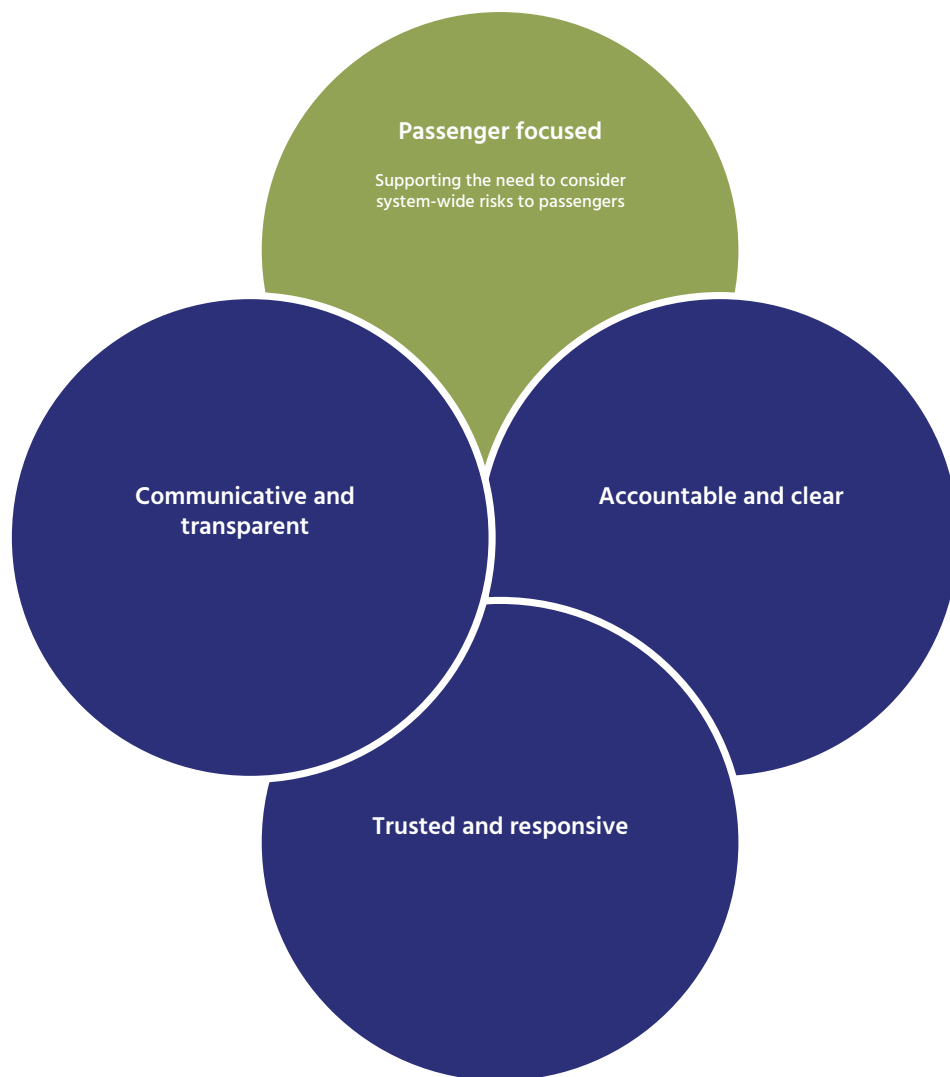 Passenger focused
Supporting the need to consider
system-wide risks to passengers
Communicative and
transparent
Accountable and clear
Trusted and responsive